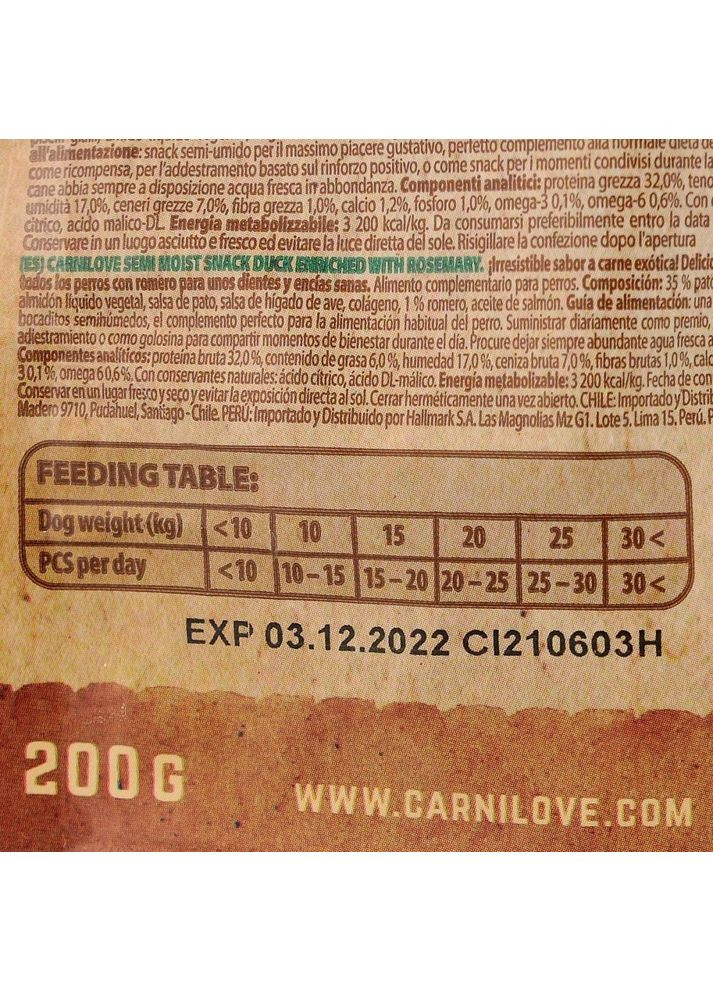 all'alimentazione: snack semi-umido per il massimo piacere gustativo, perfetto complemento alla normale dieta de
come ricompensa, per l'addestramento basato sul rinforzo positivo, o come snack per i momenti condivisi durante la
cane abbia sempre a disposizione acqua fresca in abbondanza. Componenti analitici: proteina grezza 32,0%, teno
umidità 17,0%, ceneri grezze 7,0%, fibra grezza 1,0%, calcio 1,2%, fosforo 1,0%, omega-3 0,1%, omega-6 0,6%. Con
citrico, acido malico-DL. Energia metabolizzabile: 3 200 kcal/kg. Da consumarsi preferibilmente entro la data
Conservare in un luogo asciutto e fresco ed evitare la luce diretta del sole. Risigillare la confezione dopo l'apertura
(ES) CARNILOVE SEMI MOIST SNACK DUCK ENRICHED WITH ROSEMARY. ¡Irresistible sabor a carne exótica! Delicio
todos los perros con romero para unos dientes y encías sanas. Alimento complementario para perros. Composición: 35 % pato
almidón líquido vegetal, salsa de pato, salsa de hígado de ave, colágeno, 1 % romero, aceite de salmón. Guía de alimentación: una
bocaditos semihúmedos, el complemento perfecto para la alimentación habitual del perro. Suministrar diariamente como premio,
adiestramiento o como golosina para compartir momentos de bienestar durante el día. Procure dejar siempre abundante agua fresca a
Componentes analíticos: proteína bruta 32,0 %, contenido de grasa 6,0 %, humedad 17,0 %, ceniza bruta 7,0 %, fibras brutas 1,0 %, calc
3 0,1 %, omega 6 0,6%. Con conservantes naturales: ácido cítrico, ácido DL-málico. Energía metabolizable: 3 200 kcal/kg. Fecha de con
Conservar en un lugar fresco y seco y evitar la exposición directa al sol. Cerrar herméticamente una vez abierto. CHILE: Importado y Distrib
Madero 9710, Pudahuel, Santiago - Chile. PERÚ: Importado y Distribuido por Hallmark S.A. Las Magnolias Mz G1. Lote 5. Lima 15. Perú. P
FEEDING TABLE:
Dog weight (kg) <10 10 15 20 25 30 <
PCS per day <10 10 – 15 15 – 20 20 – 25 25 – 30 30 <
EXP 03.12.2022 CI210603H
200 G
WWW.CARNILOVE.COM